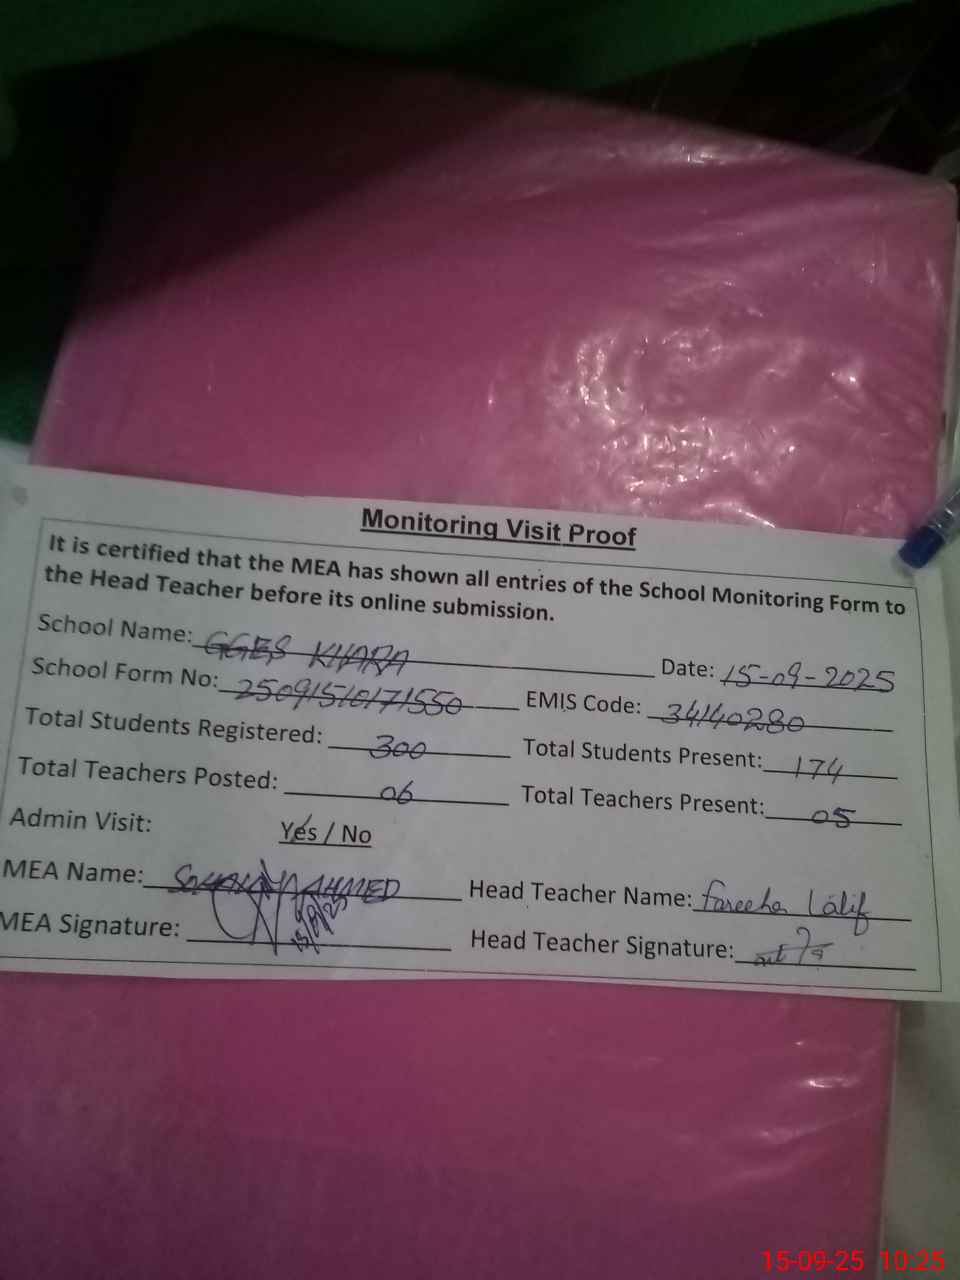 Monitoring Visit Proof
It is certified that the MEA has shown all entries of the School Monitoring Form to
the Head Teacher before its online submission.
School Name: GGES KHARA Date: 15-09-2025
School Form No: 25091510171550 EMIS Code: 34140280
Total Students Registered: 300 Total Students Present: 174
Total Teachers Posted: 06 Total Teachers Present: 05
Admin Visit: Yes / No
MEA Name: AHMED Head Teacher Name: Fareeha Latif
MEA Signature: 15/9/25 Head Teacher Signature:
15-09-25 10:25